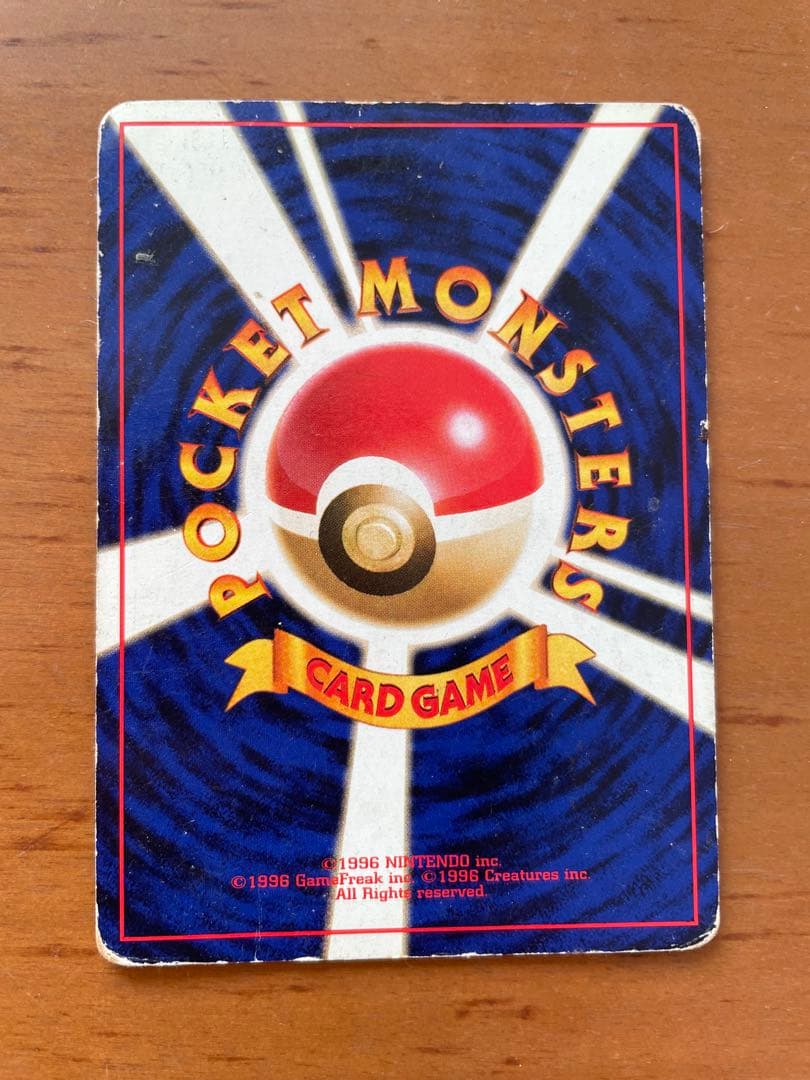 POCKET MONSTERS
CARD GAME
©1996 NINTENDO inc.
©1996 GameFreak inc. ©1996 Creatures inc.
All Rights reserved.